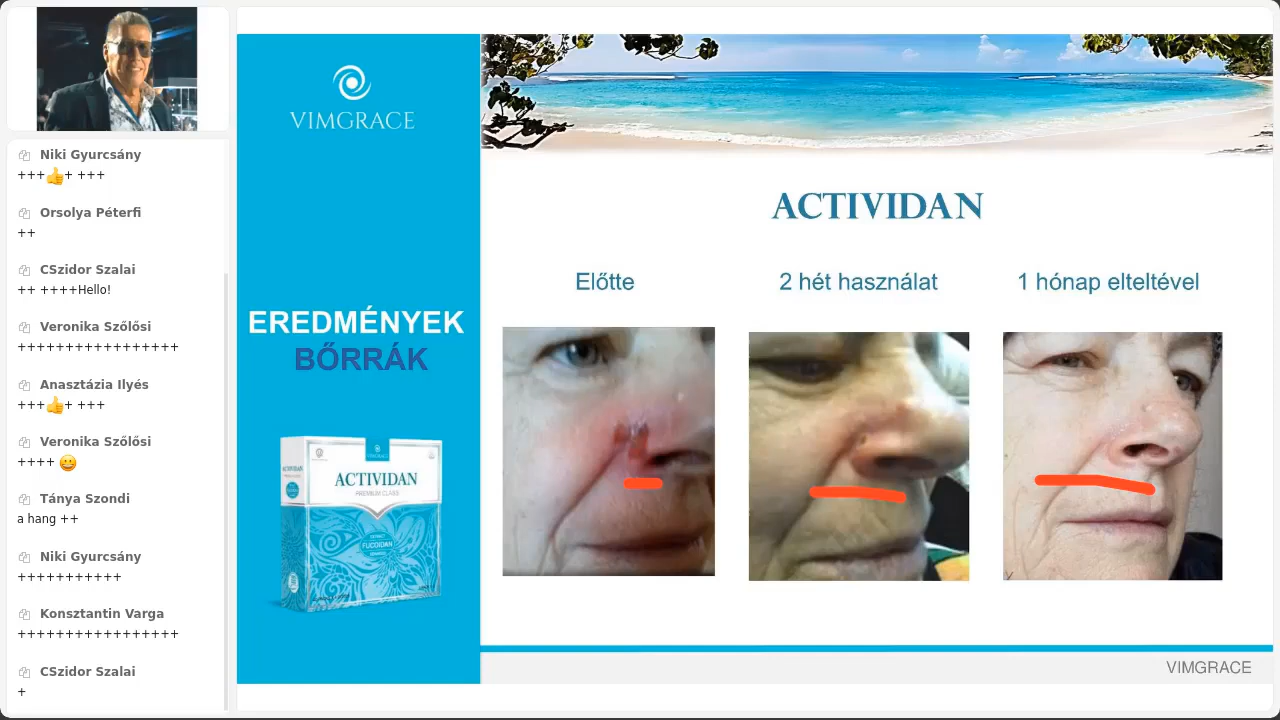 Niki Gyurcsány
+++👍+ +++
Orsolya Péterfi
++
CSzidor Szalai
++ ++++Hello!
Veronika Szőlősi
+++++++++++++++++
Anasztázia Ilyés
+++👍+ +++
Veronika Szőlősi
++++ 😀
Tánya Szondi
a hang ++
Niki Gyurcsány
+++++++++++
Konsztantin Varga
+++++++++++++++++
CSzidor Szalai
+
VIMGRACE
EREDMÉNYEK
BŐRRÁK
ACTIVIDAN
ACTIVIDAN
PREMIUM CLASS
FUCOIDAN
ACTIVIDAN
Előtte
2 hét használat
1 hónap elteltével
VIMGRACE